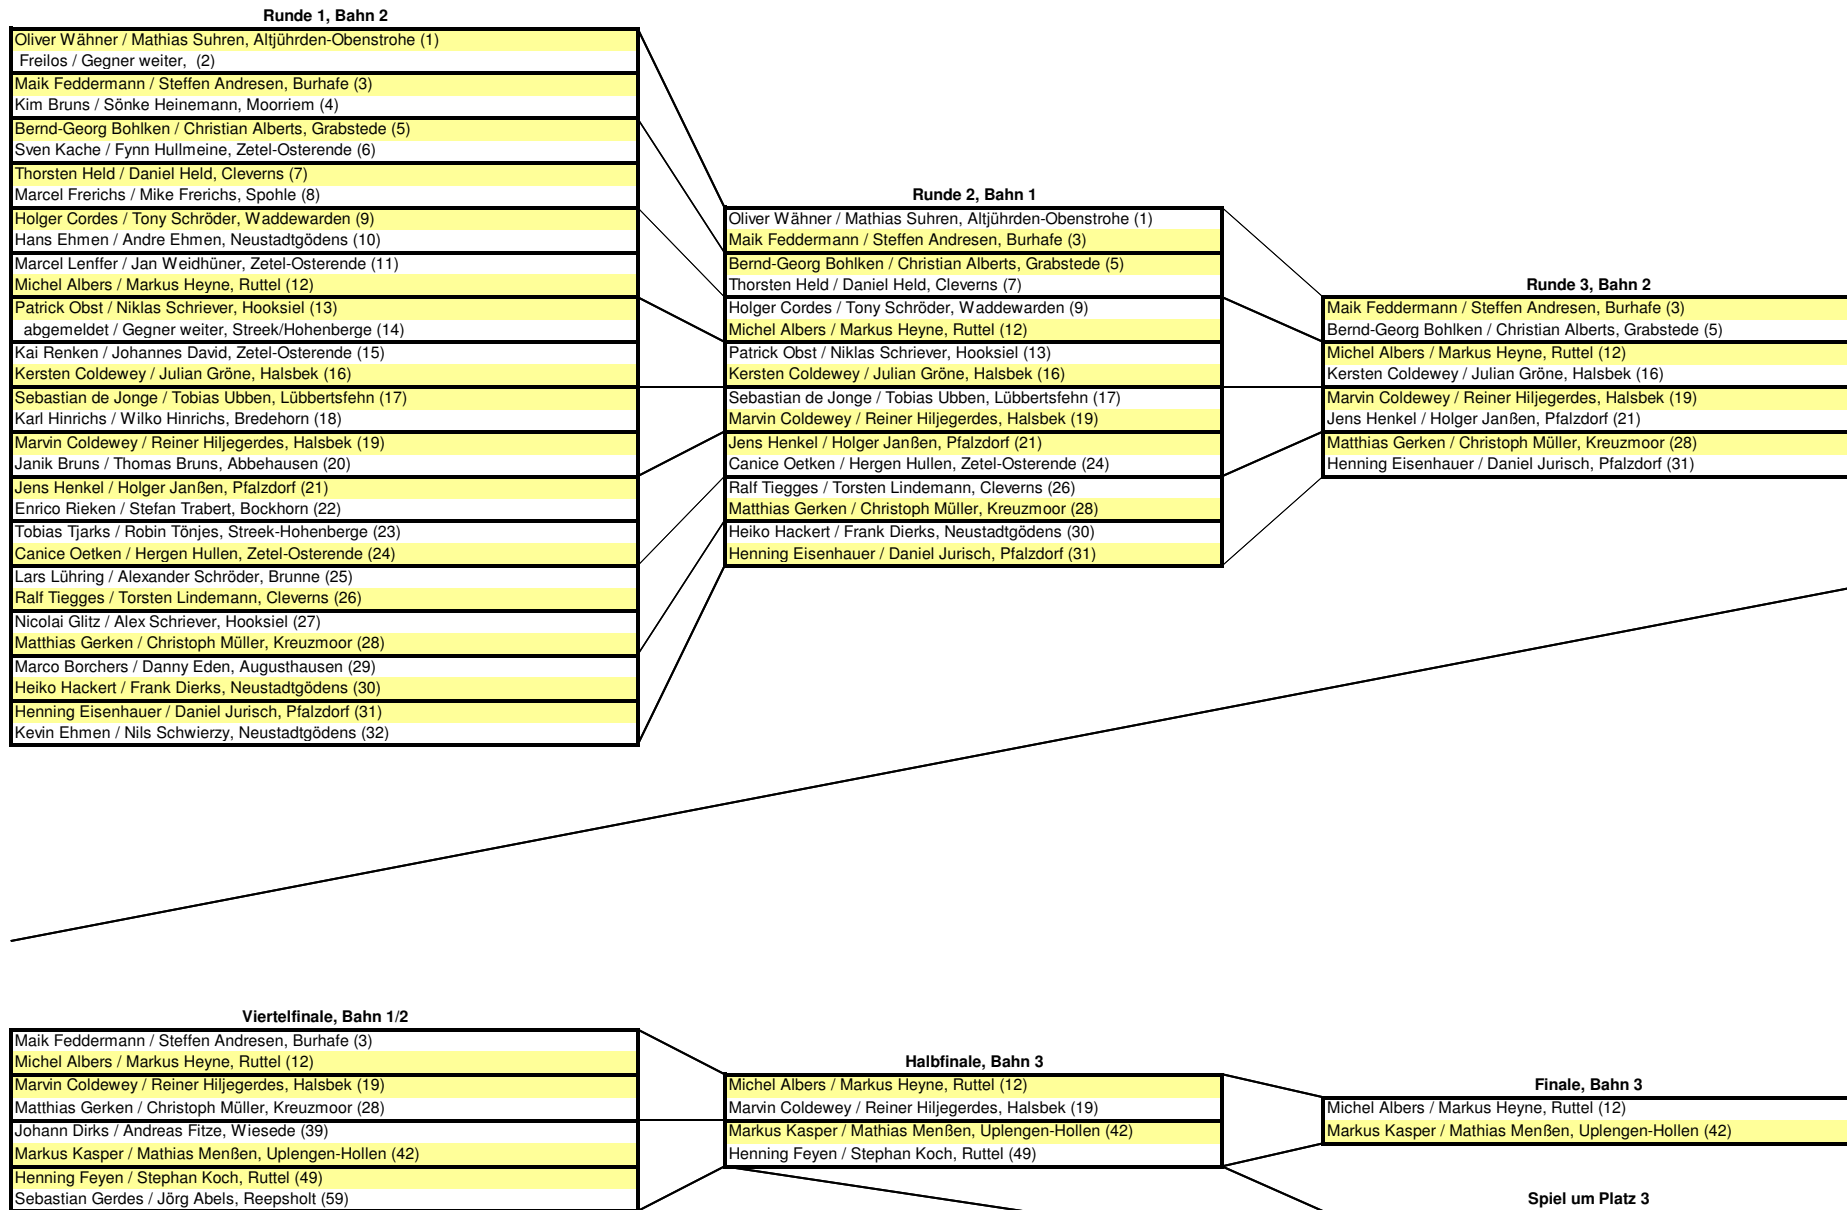 Runde 1, Bahn 2
Oliver Wähner / Mathias Suhren, Altjührden-Obenstrohe (1)
Freilos / Gegner weiter,  (2)
Maik Feddermann / Steffen Andresen, Burhafe (3)
Kim Bruns / Sönke Heinemann, Moorriem (4)
Bernd-Georg Bohlken / Christian Alberts, Grabstede (5)
Sven Kache / Fynn Hullmeine, Zetel-Osterende (6)
Thorsten Held / Daniel Held, Cleverns (7)
Marcel Frerichs / Mike Frerichs, Spohle (8)
Holger Cordes / Tony Schröder, Waddewarden (9)
Hans Ehmen / Andre Ehmen, Neustadtgödens (10)
Marcel Lenffer / Jan Weidhüner, Zetel-Osterende (11)
Michel Albers / Markus Heyne, Ruttel (12)
Patrick Obst / Niklas Schriever, Hooksiel (13)
abgemeldet / Gegner weiter, Streek/Hohenberge (14)
Kai Renken / Johannes David, Zetel-Osterende (15)
Kersten Coldewey / Julian Gröne, Halsbek (16)
Sebastian de Jonge / Tobias Ubben, Lübbertsfehn (17)
Karl Hinrichs / Wilko Hinrichs, Bredehorn (18)
Marvin Coldewey / Reiner Hiljegerdes, Halsbek (19)
Janik Bruns / Thomas Bruns, Abbehausen (20)
Jens Henkel / Holger Janßen, Pfalzdorf (21)
Enrico Rieken / Stefan Trabert, Bockhorn (22)
Tobias Tjarks / Robin Tönjes, Streek-Hohenberge (23)
Canice Oetken / Hergen Hullen, Zetel-Osterende (24)
Lars Lühring / Alexander Schröder, Brunne (25)
Ralf Tiegges / Torsten Lindemann, Cleverns (26)
Nicolai Glitz / Alex Schriever, Hooksiel (27)
Matthias Gerken / Christoph Müller, Kreuzmoor (28)
Marco Borchers / Danny Eden, Augusthausen (29)
Heiko Hackert / Frank Dierks, Neustadtgödens (30)
Henning Eisenhauer / Daniel Jurisch, Pfalzdorf (31)
Kevin Ehmen / Nils Schwierzy, Neustadtgödens (32)
Runde 2, Bahn 1
Oliver Wähner / Mathias Suhren, Altjührden-Obenstrohe (1)
Maik Feddermann / Steffen Andresen, Burhafe (3)
Bernd-Georg Bohlken / Christian Alberts, Grabstede (5)
Thorsten Held / Daniel Held, Cleverns (7)
Holger Cordes / Tony Schröder, Waddewarden (9)
Michel Albers / Markus Heyne, Ruttel (12)
Patrick Obst / Niklas Schriever, Hooksiel (13)
Kersten Coldewey / Julian Gröne, Halsbek (16)
Sebastian de Jonge / Tobias Ubben, Lübbertsfehn (17)
Marvin Coldewey / Reiner Hiljegerdes, Halsbek (19)
Jens Henkel / Holger Janßen, Pfalzdorf (21)
Canice Oetken / Hergen Hullen, Zetel-Osterende (24)
Ralf Tiegges / Torsten Lindemann, Cleverns (26)
Matthias Gerken / Christoph Müller, Kreuzmoor (28)
Heiko Hackert / Frank Dierks, Neustadtgödens (30)
Henning Eisenhauer / Daniel Jurisch, Pfalzdorf (31)
Runde 3, Bahn 2
Maik Feddermann / Steffen Andresen, Burhafe (3)
Bernd-Georg Bohlken / Christian Alberts, Grabstede (5)
Michel Albers / Markus Heyne, Ruttel (12)
Kersten Coldewey / Julian Gröne, Halsbek (16)
Marvin Coldewey / Reiner Hiljegerdes, Halsbek (19)
Jens Henkel / Holger Janßen, Pfalzdorf (21)
Matthias Gerken / Christoph Müller, Kreuzmoor (28)
Henning Eisenhauer / Daniel Jurisch, Pfalzdorf (31)
Viertelfinale, Bahn 1/2
Maik Feddermann / Steffen Andresen, Burhafe (3)
Michel Albers / Markus Heyne, Ruttel (12)
Marvin Coldewey / Reiner Hiljegerdes, Halsbek (19)
Matthias Gerken / Christoph Müller, Kreuzmoor (28)
Johann Dirks / Andreas Fitze, Wiesede (39)
Markus Kasper / Mathias Menßen, Uplengen-Hollen (42)
Henning Feyen / Stephan Koch, Ruttel (49)
Sebastian Gerdes / Jörg Abels, Reepsholt (59)
Halbfinale, Bahn 3
Michel Albers / Markus Heyne, Ruttel (12)
Marvin Coldewey / Reiner Hiljegerdes, Halsbek (19)
Markus Kasper / Mathias Menßen, Uplengen-Hollen (42)
Henning Feyen / Stephan Koch, Ruttel (49)
Finale, Bahn 3
Michel Albers / Markus Heyne, Ruttel (12)
Markus Kasper / Mathias Menßen, Uplengen-Hollen (42)
Spiel um Platz 3